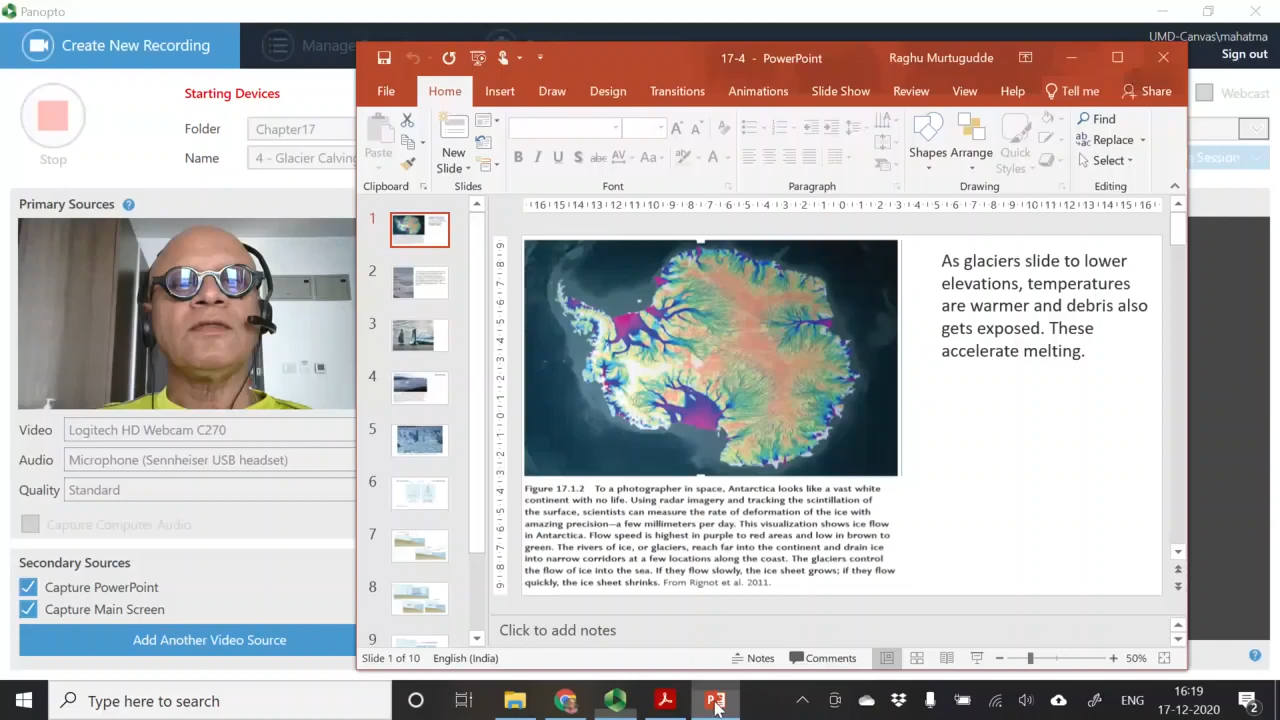 Panopto
Create New Recording
UMD-Canvas\mahatma
Sign out
Starting Devices
Stop
Folder
Chapter17
Name
4 - Glacier Calving
Webcast
Primary Sources
Video
Logitech HD Webcam C270
Audio
Microphone (Sennheiser USB headset)
Quality
Standard
Capture Computer Audio
Secondary Sources
Capture PowerPoint
Capture Main Screen
Add Another Video Source
17-4 - PowerPoint
Raghu Murtugudde
File
Home
Insert
Draw
Design
Transitions
Animations
Slide Show
Review
View
Help
Tell me
Share
Paste
Clipboard
New
Slide
Slides
Font
Paragraph
Shapes
Arrange
Quick
Styles
Drawing
Find
Replace
Select
Editing
1
2
3
4
5
6
7
8
9
As glaciers slide to lower
elevations, temperatures
are warmer and debris also
gets exposed. These
accelerate melting.
Figure 17.1.2 To a photographer in space, Antarctica looks like a vast white
continent with no life. Using radar imagery and tracking the scintillation of
the surface, scientists can measure the rate of deformation of the ice with
amazing precision—a few millimeters per day. This visualization shows ice flow
in Antarctica. Flow speed is highest in purple to red areas and low in brown to
green. The rivers of ice, or glaciers, reach far into the continent and drain ice
into narrow corridors at a few locations along the coast. The glaciers control
the flow of ice into the sea. If they flow slowly, the ice sheet grows; if they flow
quickly, the ice sheet shrinks. From Rignot et al. 2011.
Click to add notes
Slide 1 of 10
English (India)
Notes
Comments
50%
Type here to search
ENG
16:19
17-12-2020
2